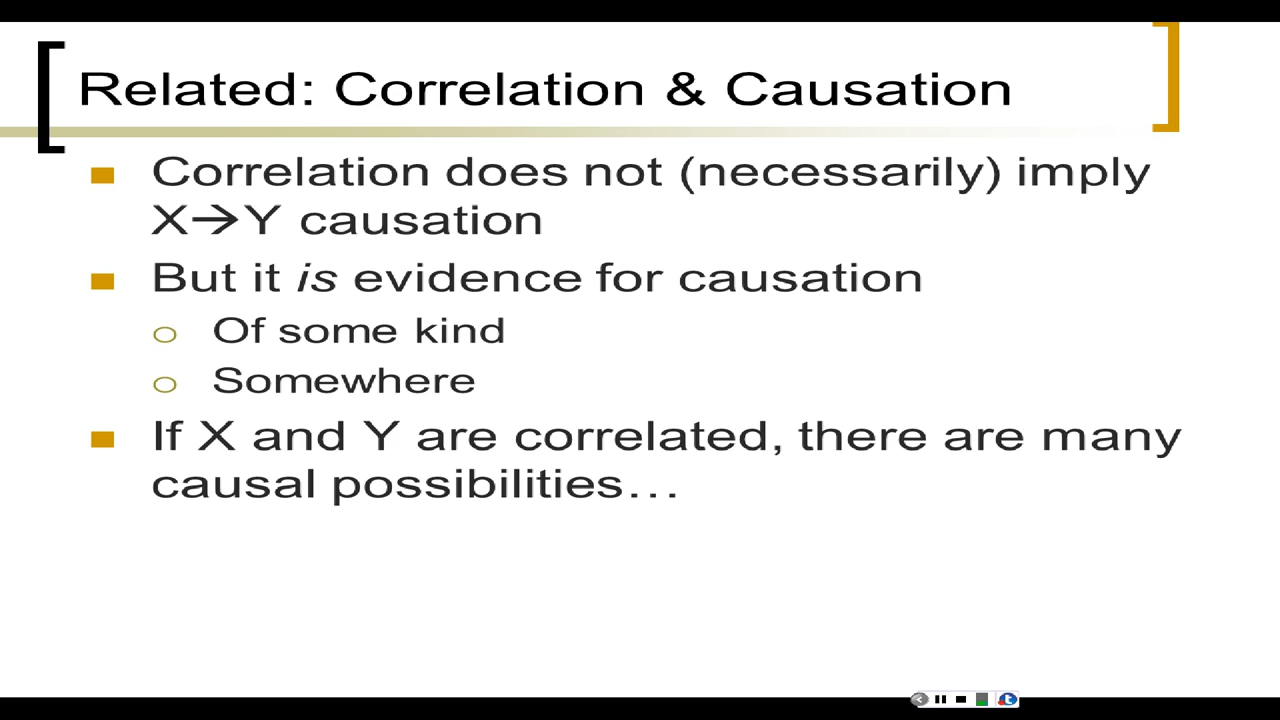 Related: Correlation & Causation
Correlation does not (necessarily) imply
X→Y causation
But it is evidence for causation
Of some kind
Somewhere
If X and Y are correlated, there are many
causal possibilities…